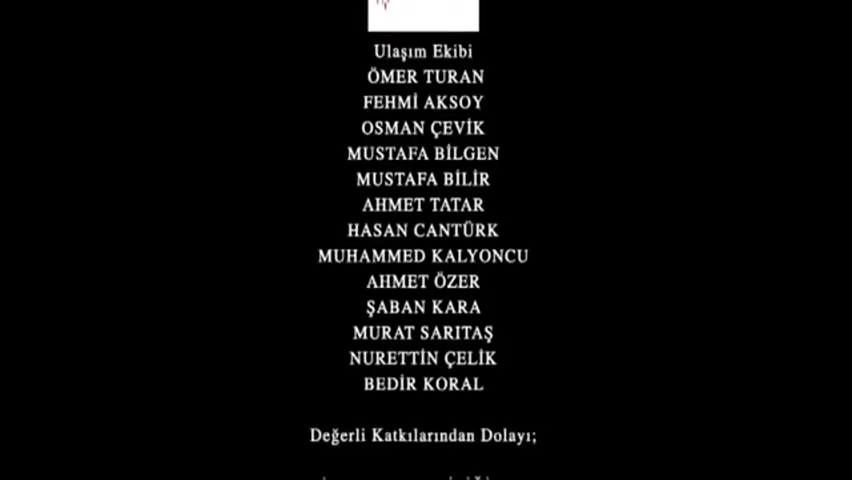 Ulaşım Ekibi
ÖMER TURAN
FEHMİ AKSOY
OSMAN ÇEVİK
MUSTAFA BİLGEN
MUSTAFA BİLİR
AHMET TATAR
HASAN CANTÜRK
MUHAMMED KALYONCU
AHMET ÖZER
ŞABAN KARA
MURAT SARITAŞ
NURETTİN ÇELİK
BEDİR KORAL
Değerli Katkılarından Dolayı;